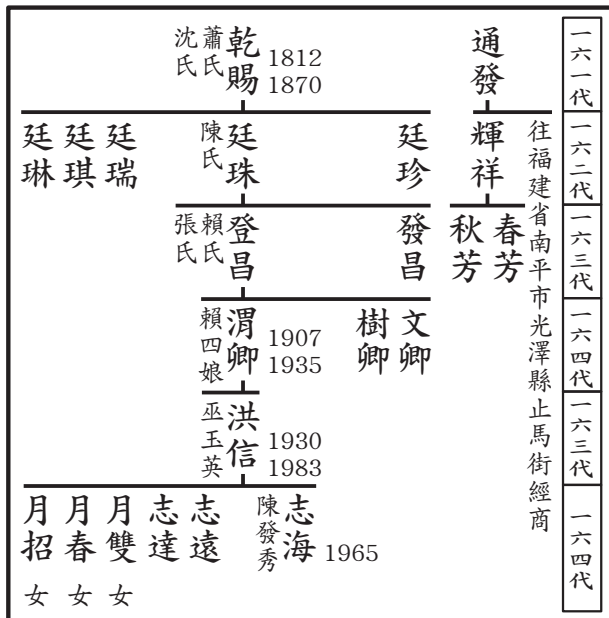 一六一代
通發
乾賜
1812
1870
蕭氏
沈氏
一六二代
往福建省南平市光澤縣止馬街經商
輝祥
廷珍
廷珠
陳氏
廷瑞
廷琪
廷琳
一六三代
春芳
秋芳
發昌
登昌
賴氏
張氏
一六四代
文卿
樹卿
渭卿
1907
1935
賴四娘
一六三代
洪信
1930
1983
巫玉英
一六四代
志海
1965
陳發秀
志遠
志達
月雙 女
月春 女
月招 女